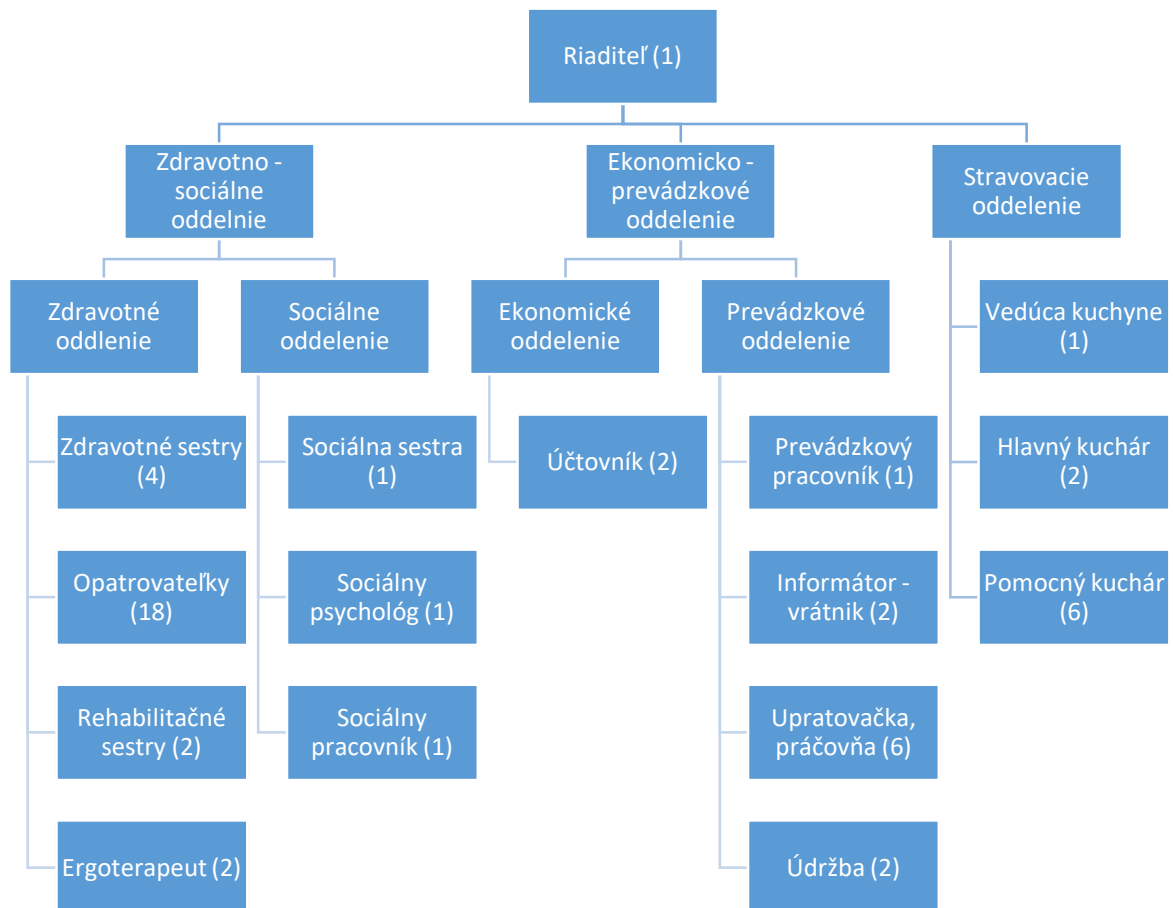 Riaditeľ (1)
Zdravotno -
sociálne
oddelnie
Ekonomicko -
prevádzkové
oddelenie
Stravovacie
oddelenie
Zdravotné
oddlenie
Sociálne
oddelenie
Ekonomické
oddelenie
Prevádzkové
oddelenie
Vedúca kuchyne
(1)
Zdravotné sestry
(4)
Sociálna sestra
(1)
Účtovník (2)
Prevádzkový
pracovník (1)
Hlavný kuchár
(2)
Opatrovateľky
(18)
Sociálny
psychológ (1)
Informátor -
vrátnik (2)
Pomocný kuchár
(6)
Rehabilitačné
sestry (2)
Sociálny
pracovník (1)
Upratovačka,
práčovňa (6)
Ergoterapeut (2)
Údržba (2)